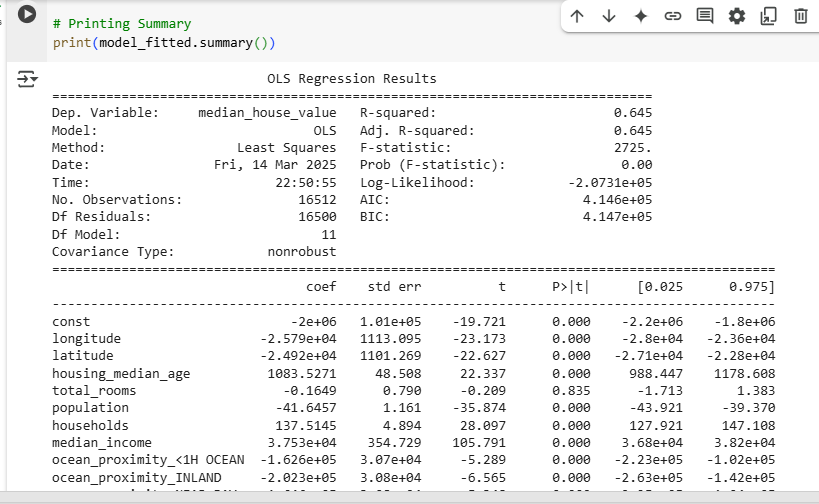 # Printing Summary
print(model_fitted.summary())
OLS Regression Results
==============================================================================
Dep. Variable: median_house_value R-squared: 0.645
Model: OLS Adj. R-squared: 0.645
Method: Least Squares F-statistic: 2725.
Date: Fri, 14 Mar 2025 Prob (F-statistic): 0.00
Time: 22:50:55 Log-Likelihood: -2.0731e+05
No. Observations: 16512 AIC: 4.146e+05
Df Residuals: 16500 BIC: 4.147e+05
Df Model: 11
Covariance Type: nonrobust
==============================================================================================
coef std err t P>|t| [0.025 0.975]
----------------------------------------------------------------------------------------------
const -2e+06 1.01e+05 -19.721 0.000 -2.2e+06 -1.8e+06
longitude -2.579e+04 1113.095 -23.173 0.000 -2.8e+04 -2.36e+04
latitude -2.492e+04 1101.269 -22.627 0.000 -2.71e+04 -2.28e+04
housing_median_age 1083.5271 48.508 22.337 0.000 988.447 1178.608
total_rooms -0.1649 0.790 -0.209 0.835 -1.713 1.383
population -41.6457 1.161 -35.874 0.000 -43.921 -39.370
households 137.5145 4.894 28.097 0.000 127.921 147.108
median_income 3.753e+04 354.729 105.791 0.000 3.68e+04 3.82e+04
ocean_proximity_<1H OCEAN -1.626e+05 3.07e+04 -5.289 0.000 -2.23e+05 -1.02e+05
ocean_proximity_INLAND -2.023e+05 3.08e+04 -6.565 0.000 -2.63e+05 -1.42e+05